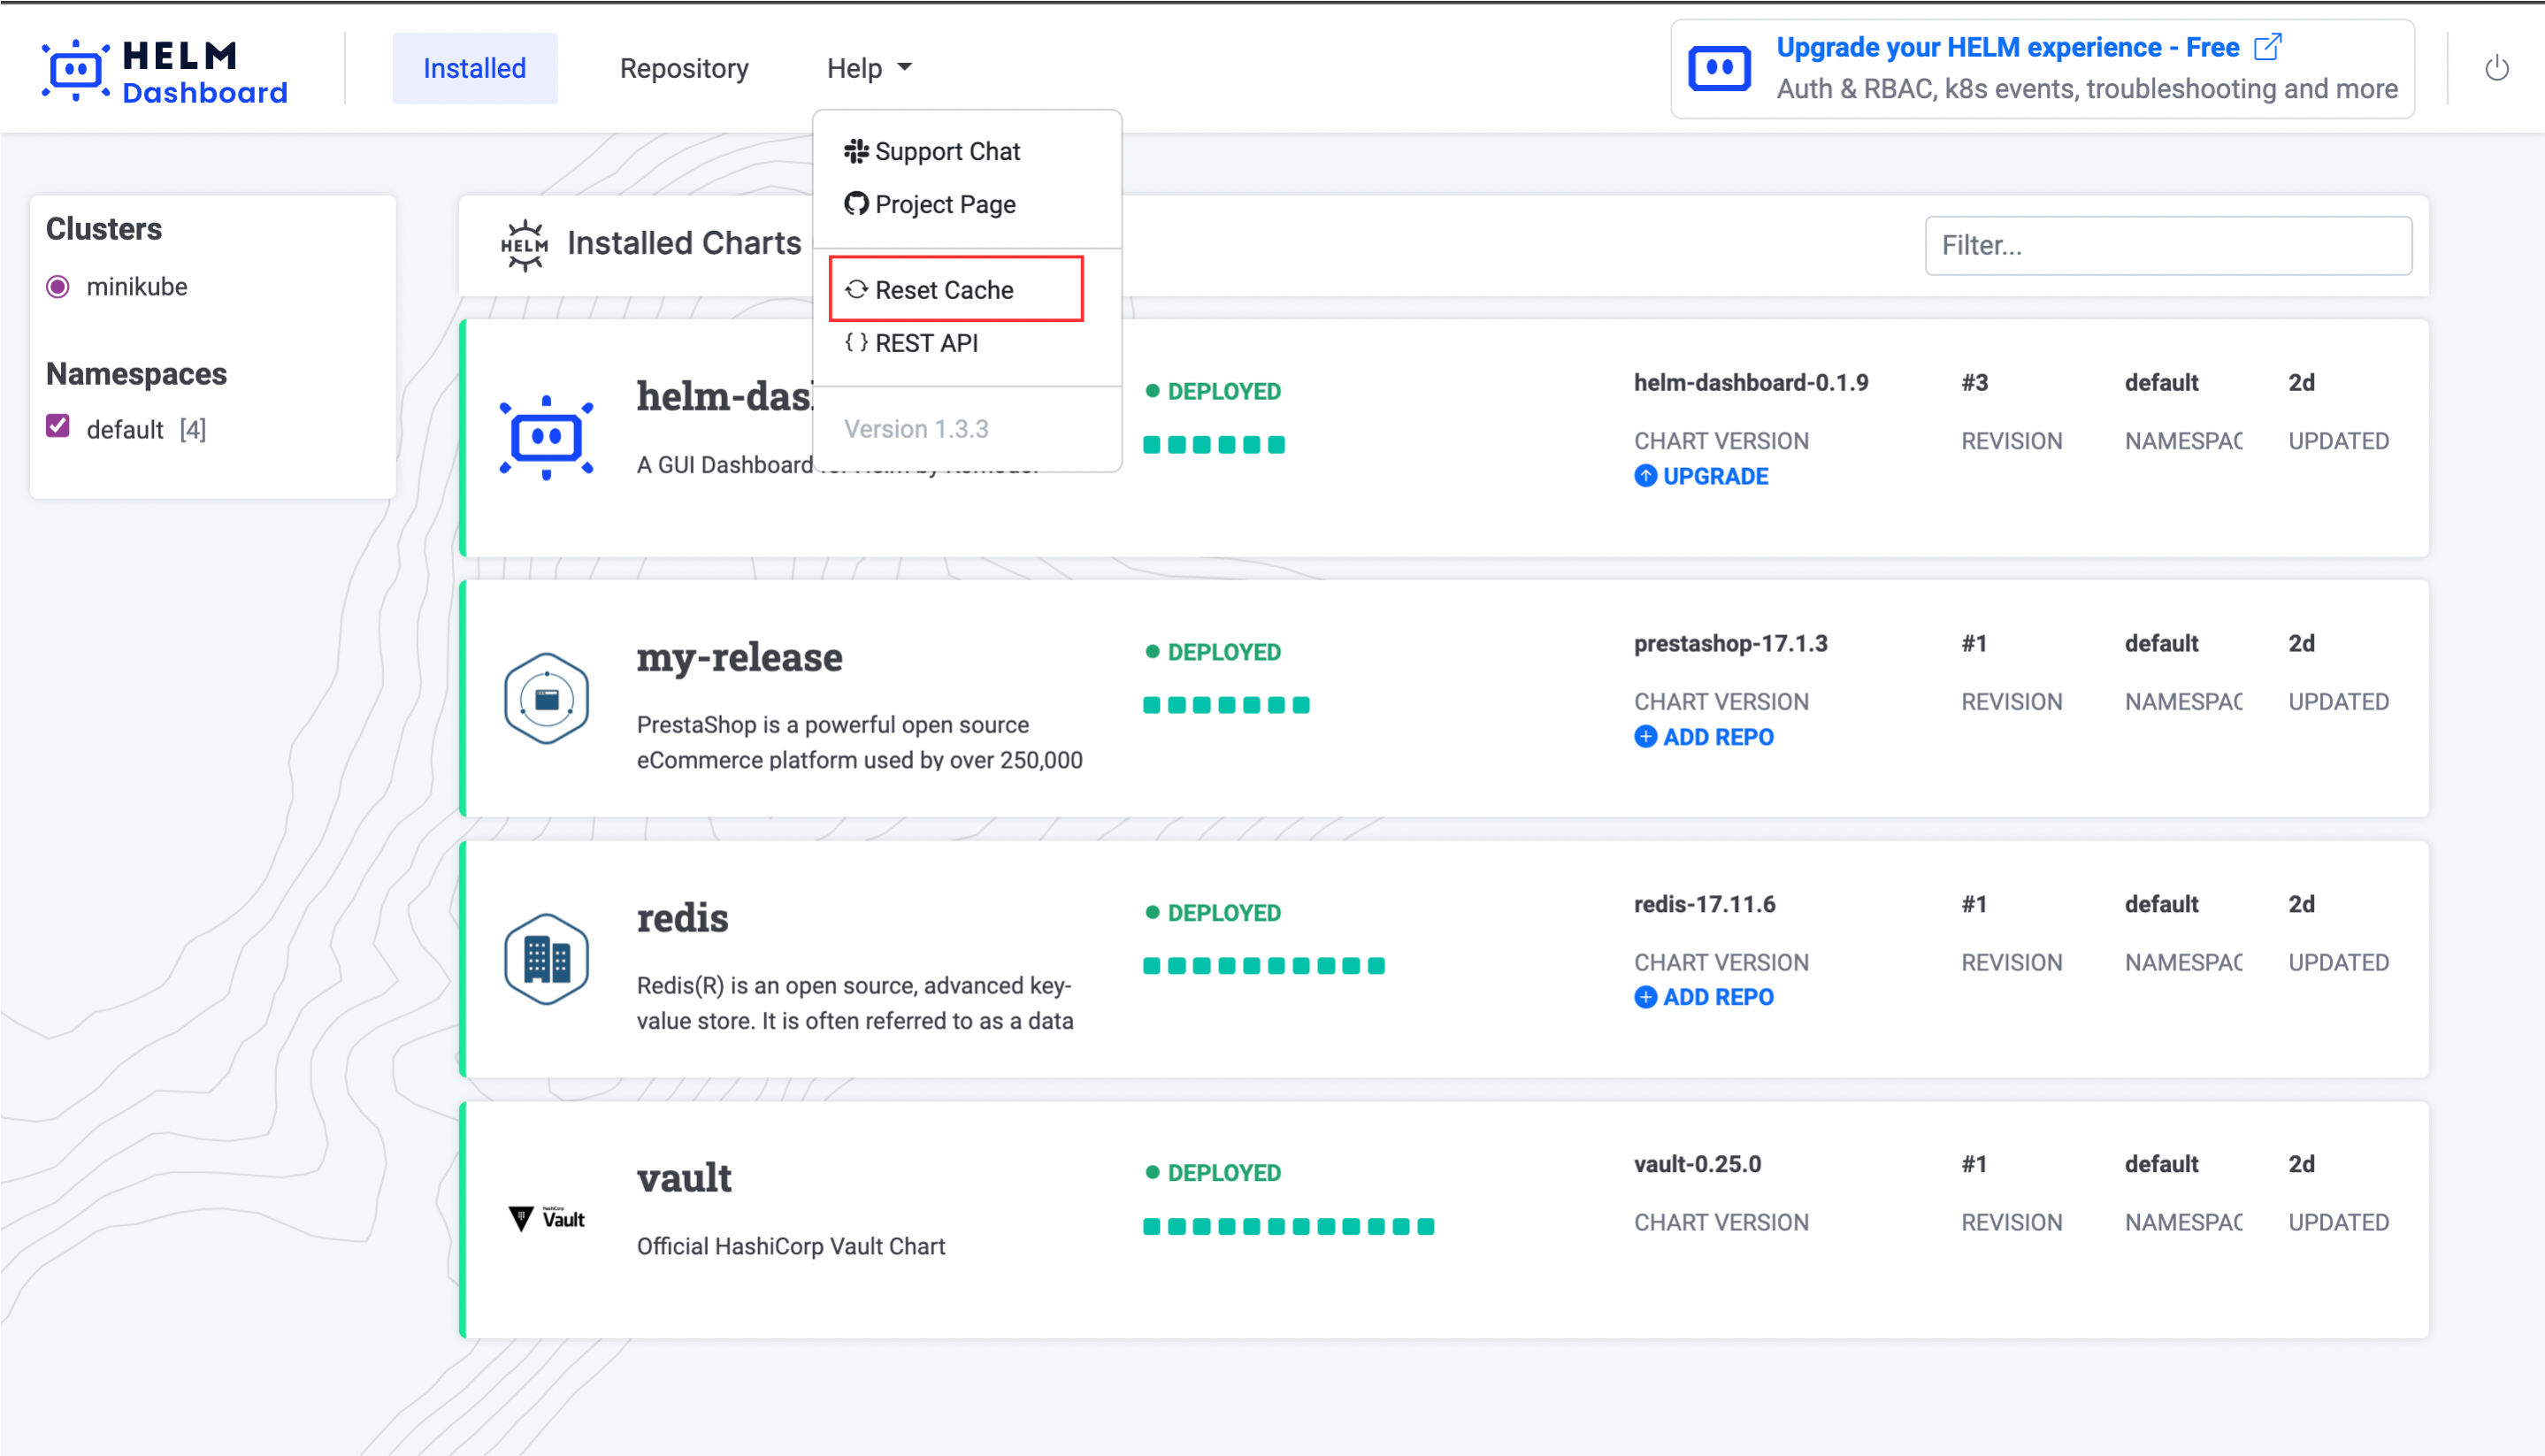 HELM
Dashboard
Installed
Repository
Help
Upgrade your HELM experience - Free
Auth & RBAC, k8s events, troubleshooting and more
Support Chat
Project Page
Reset Cache
REST API
Version 1.3.3
Clusters
minikube
Namespaces
default [4]
HELM
Installed Charts
Filter...
helm-das
A GUI Dashboard
DEPLOYED
helm-dashboard-0.1.9
CHART VERSION
UPGRADE
#3
REVISION
default
NAMESPAC
2d
UPDATED
my-release
PrestaShop is a powerful open source
eCommerce platform used by over 250,000
DEPLOYED
prestashop-17.1.3
CHART VERSION
ADD REPO
#1
REVISION
default
NAMESPAC
2d
UPDATED
redis
Redis(R) is an open source, advanced key-
value store. It is often referred to as a data
DEPLOYED
redis-17.11.6
CHART VERSION
ADD REPO
#1
REVISION
default
NAMESPAC
2d
UPDATED
HashiCorp
Vault
vault
Official HashiCorp Vault Chart
DEPLOYED
vault-0.25.0
CHART VERSION
#1
REVISION
default
NAMESPAC
2d
UPDATED